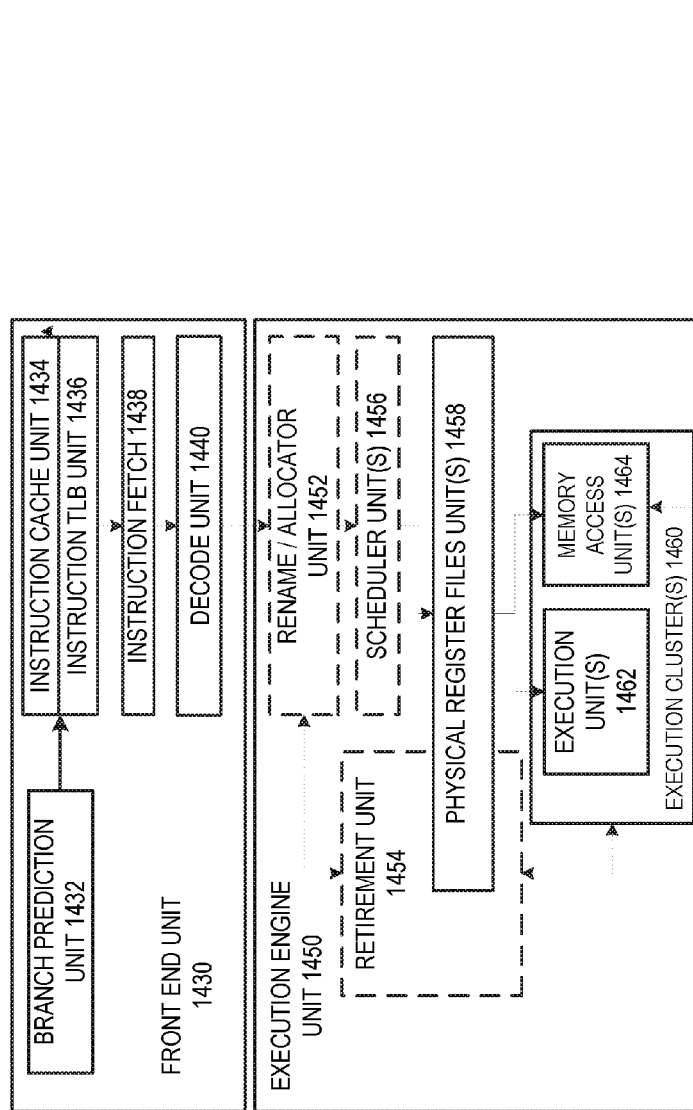 BRANCH PREDICTION
UNIT 1432
INSTRUCTION CACHE UNIT 1434
INSTRUCTION TLB UNIT 1436
INSTRUCTION FETCH 1438
DECODE UNIT 1440
FRONT END UNIT
1430
EXECUTION ENGINE
UNIT 1450
RENAME / ALLOCATOR
UNIT 1452
SCHEDULER UNIT(S) 1456
RETIREMENT UNIT
1454
PHYSICAL REGISTER FILES UNIT(S) 1458
EXECUTION
UNIT(S)
1462
MEMORY
ACCESS
UNIT(S) 1464
EXECUTION CLUSTER(S) 1460